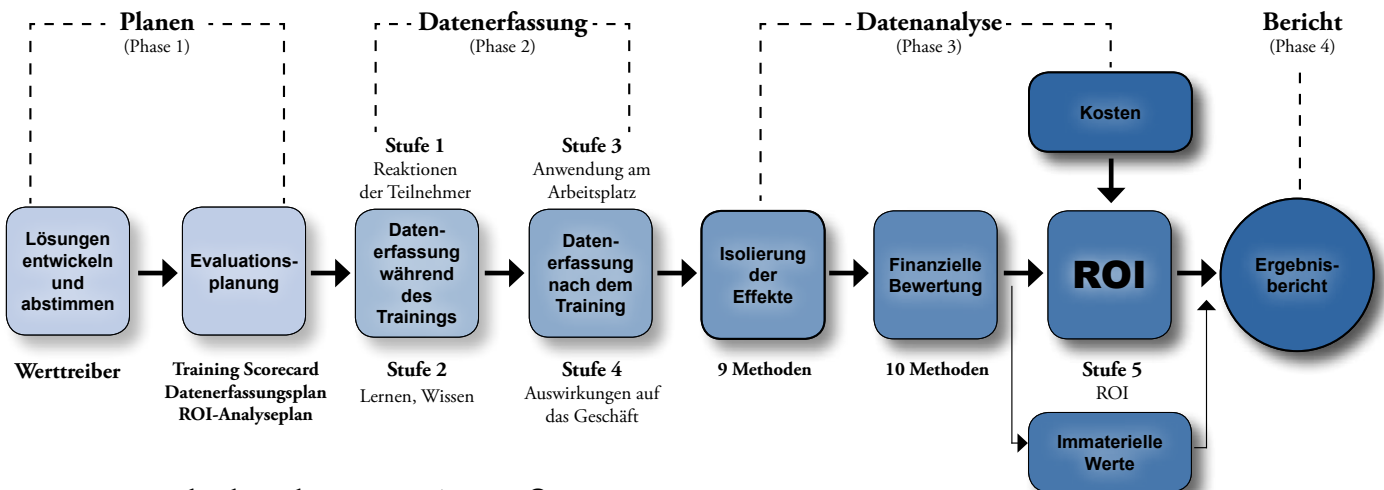 Planen
(Phase 1)
Datenerfassung
(Phase 2)
Datenanalyse
(Phase 3)
Bericht
(Phase 4)
Kosten
Stufe 1
Reaktionen
der Teilnehmer
Stufe 3
Anwendung am
Arbeitsplatz
Lösungen
entwickeln
und
abstimmen
Evaluations-
planung
Daten-
erfassung
während
des
Trainings
Daten-
erfassung
nach dem
Training
Isolierung
der
Effekte
Finanzielle
Bewertung
ROI
Ergebnis-
bericht
Werttreiber
Training Scorecard
Datenerfassungsplan
ROI-Analyseplan
Stufe 2
Lernen, Wissen
Stufe 4
Auswirkungen auf
das Geschäft
9 Methoden
10 Methoden
Stufe 5
ROI
Immaterielle
Werte